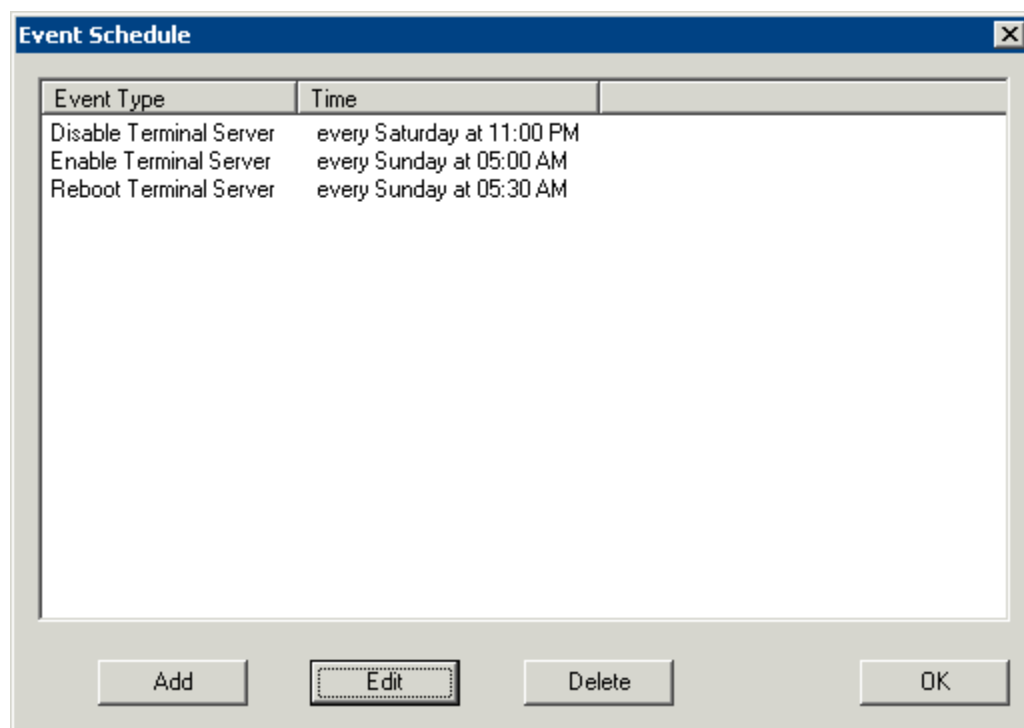 Event Schedule
Event Type Time
Disable Terminal Server every Saturday at 11:00 PM
Enable Terminal Server every Sunday at 05:00 AM
Reboot Terminal Server every Sunday at 05:30 AM
Add Edit Delete OK